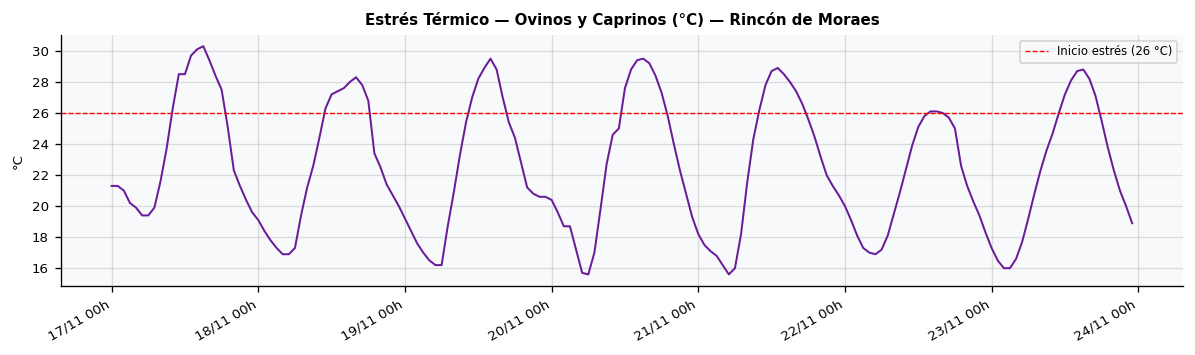 Estrés Térmico — Ovinos y Caprinos (°C) — Rincón de Moraes
Inicio estrés (26 °C)
°C
30
28
26
24
22
20
18
16
17/11 00h
18/11 00h
19/11 00h
20/11 00h
21/11 00h
22/11 00h
23/11 00h
24/11 00h